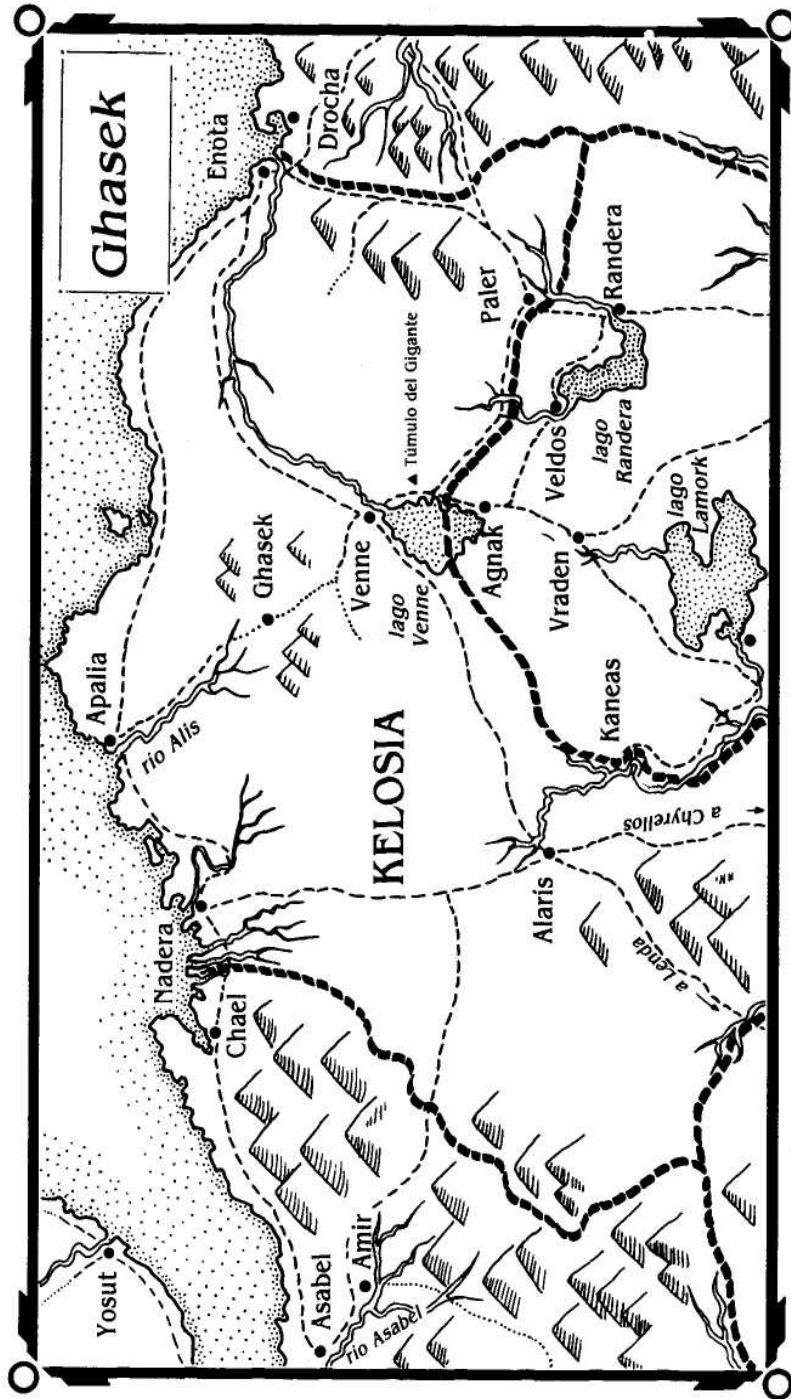 Ghasek
Enota
Drocha
Yosut
Apalia
río Alis
Ghasek
Nadera
Chael
Asabel
Amir
río Asabel
KELOSIA
Venne
lago
Venne
Túmulo del Gigante
Paler
Randera
Veldos
lago
Randera
Agnak
Vraden
lago
Lamork
Kaneas
Alaris
a Chyrellos
a Lenda